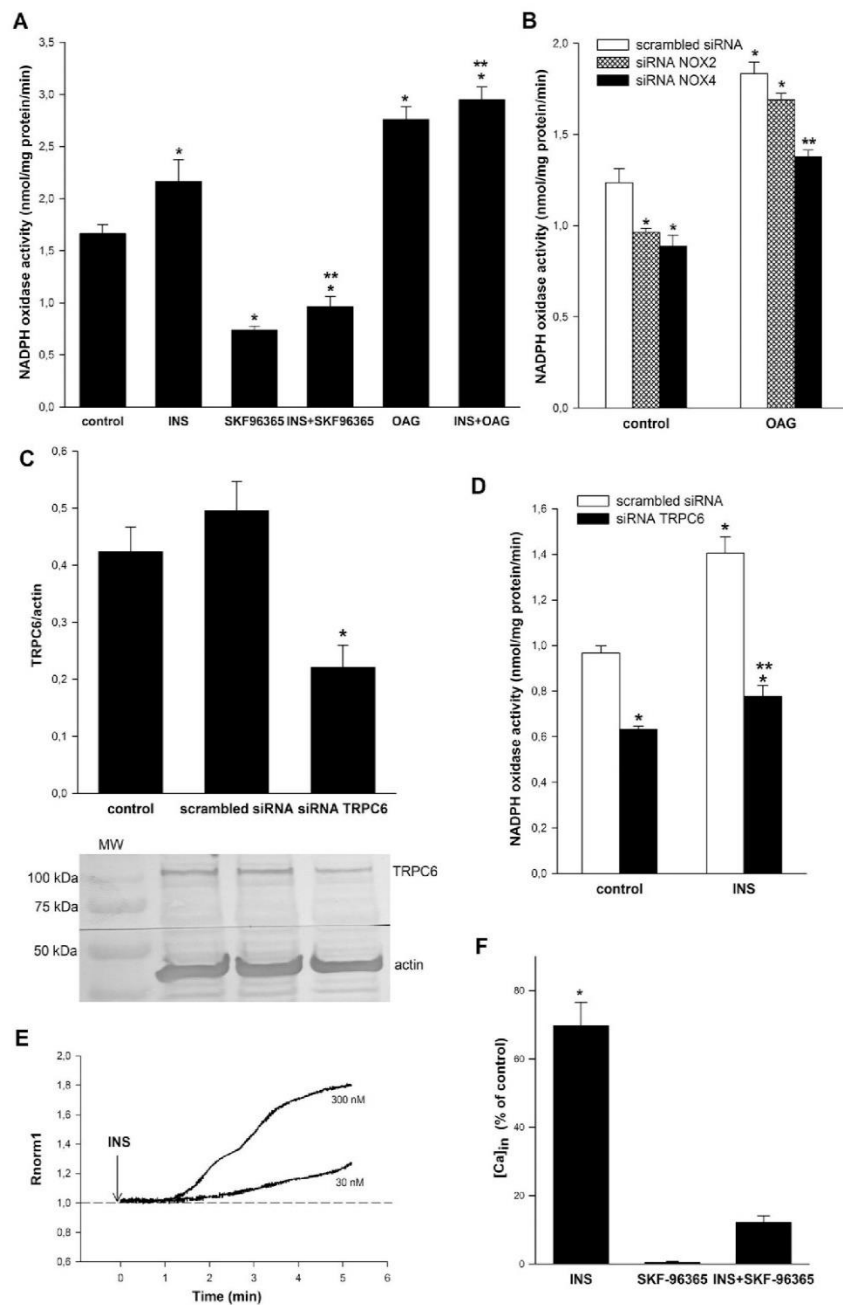 A
NADPH oxidase activity (nmol/mg protein/min)
3,5
3,0
2,5
2,0
1,5
1,0
0,5
0,0
*
*
**
*
*
**
*
control INS SKF96365 INS+SKF96365 OAG INS+OAG
B
scrambled siRNA
siRNA NOX2
siRNA NOX4
NADPH oxidase activity (nmol/mg protein/min)
2,0
1,5
1,0
0,5
0,0
*
*
*
*
**
control OAG
C
TRPC6/actin
0,6
0,5
0,4
0,3
0,2
0,1
0,0
*
control scrambled siRNA siRNA TRPC6
MW
100 kDa
75 kDa
50 kDa
TRPC6
actin
D
scrambled siRNA
siRNA TRPC6
NADPH oxidase activity (nmol/mg protein/min)
1,6
1,4
1,2
1,0
0,8
0,6
0,4
0,2
0,0
*
*
**
*
control INS
E
Rnorm1
2,0
1,8
1,6
1,4
1,2
1,0
0,8
0,6
INS
300 nM
30 nM
0 1 2 3 4 5 6
Time (min)
F
[Ca]in (% of control)
80
60
40
20
0
*
INS SKF-96365 INS+SKF-96365